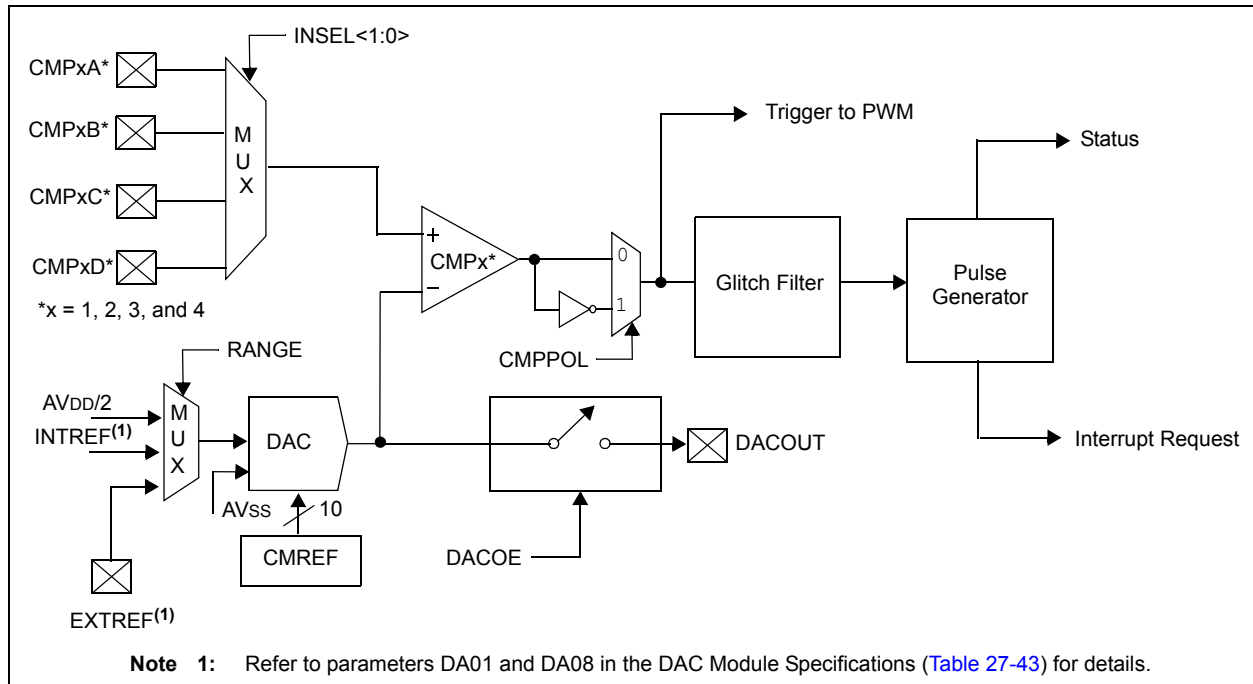 INSEL<1:0>
CMPxA*
CMPxB*
CMPxC*
CMPxD*
*x = 1, 2, 3, and 4
M
U
X
Trigger to PWM
Status
+
CMPx*
–
0
1
CMPPOL
Glitch Filter
Pulse
Generator
Interrupt Request
RANGE
AVDD/2
INTREF(1)
M
U
X
DAC
AVSS
10
CMREF
EXTREF(1)
DACOUT
DACOE
Note 1: Refer to parameters DA01 and DA08 in the DAC Module Specifications (Table 27-43) for details.